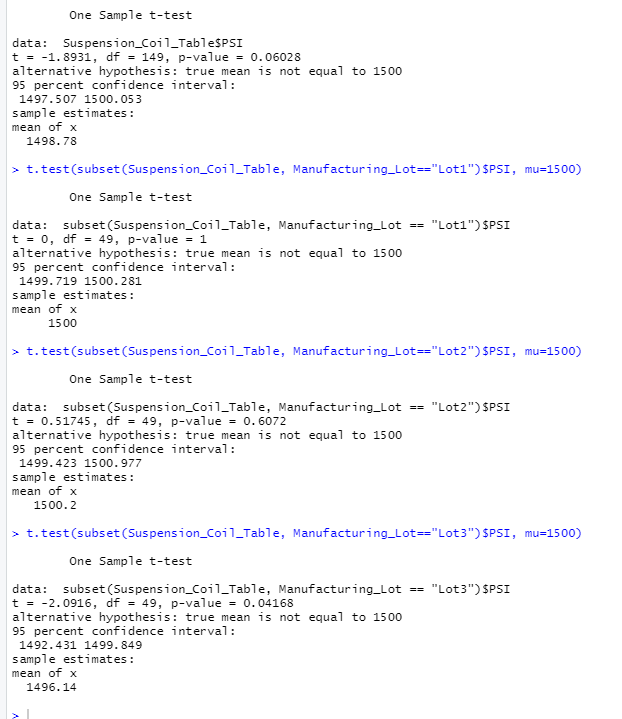 One Sample t-test
data:  Suspension_Coil_Table$PSI
t = -1.8931, df = 149, p-value = 0.06028
alternative hypothesis: true mean is not equal to 1500
95 percent confidence interval:
 1497.507 1500.053
sample estimates:
mean of x
  1498.78
> t.test(subset(Suspension_Coil_Table, Manufacturing_Lot=="Lot1")$PSI, mu=1500)
One Sample t-test
data:  subset(Suspension_Coil_Table, Manufacturing_Lot == "Lot1")$PSI
t = 0, df = 49, p-value = 1
alternative hypothesis: true mean is not equal to 1500
95 percent confidence interval:
 1499.719 1500.281
sample estimates:
mean of x
     1500
> t.test(subset(Suspension_Coil_Table, Manufacturing_Lot=="Lot2")$PSI, mu=1500)
One Sample t-test
data:  subset(Suspension_Coil_Table, Manufacturing_Lot == "Lot2")$PSI
t = 0.51745, df = 49, p-value = 0.6072
alternative hypothesis: true mean is not equal to 1500
95 percent confidence interval:
 1499.423 1500.977
sample estimates:
mean of x
   1500.2
> t.test(subset(Suspension_Coil_Table, Manufacturing_Lot=="Lot3")$PSI, mu=1500)
One Sample t-test
data:  subset(Suspension_Coil_Table, Manufacturing_Lot == "Lot3")$PSI
t = -2.0916, df = 49, p-value = 0.04168
alternative hypothesis: true mean is not equal to 1500
95 percent confidence interval:
 1492.431 1499.849
sample estimates:
mean of x
  1496.14
>